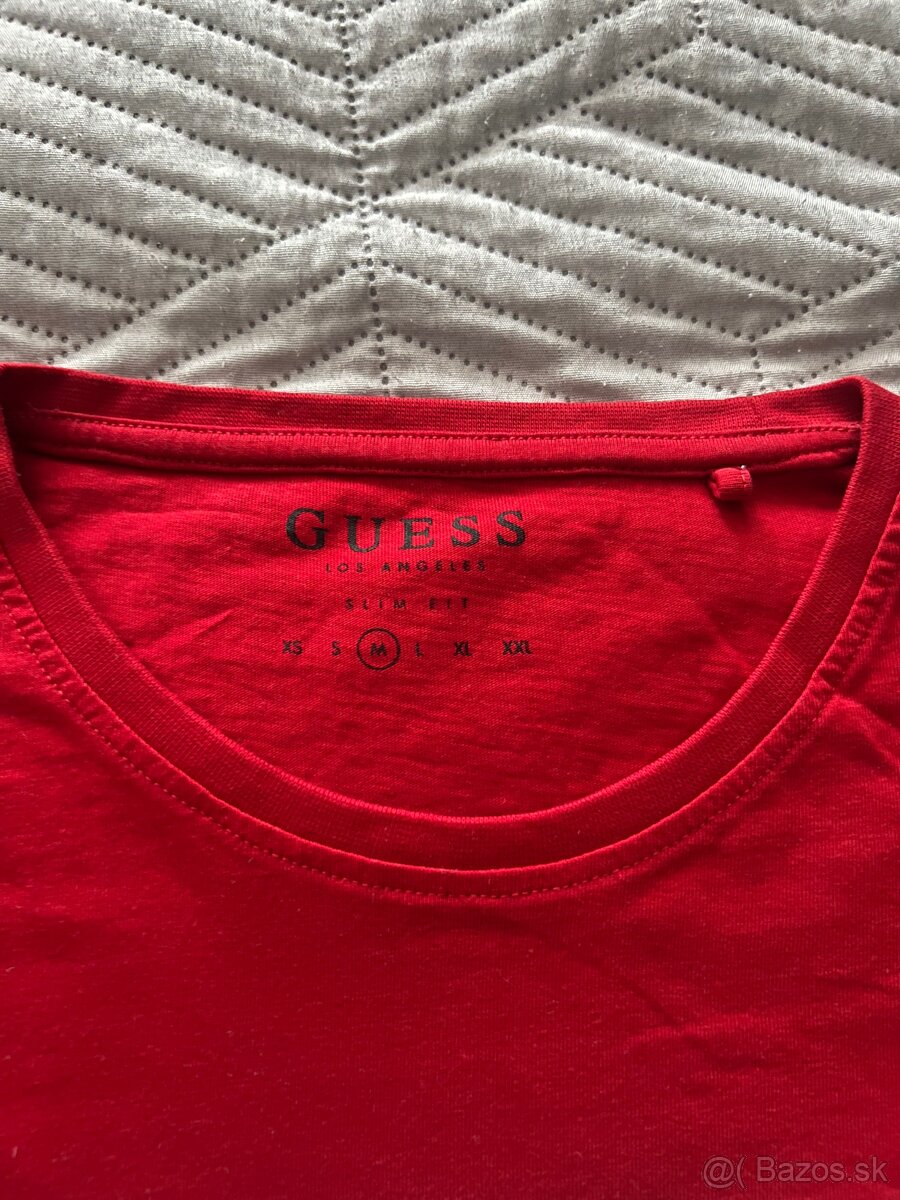 GUESS
LOS ANGELES
SLIM FIT
XS S M L XL XXL
@( Bazos.sk